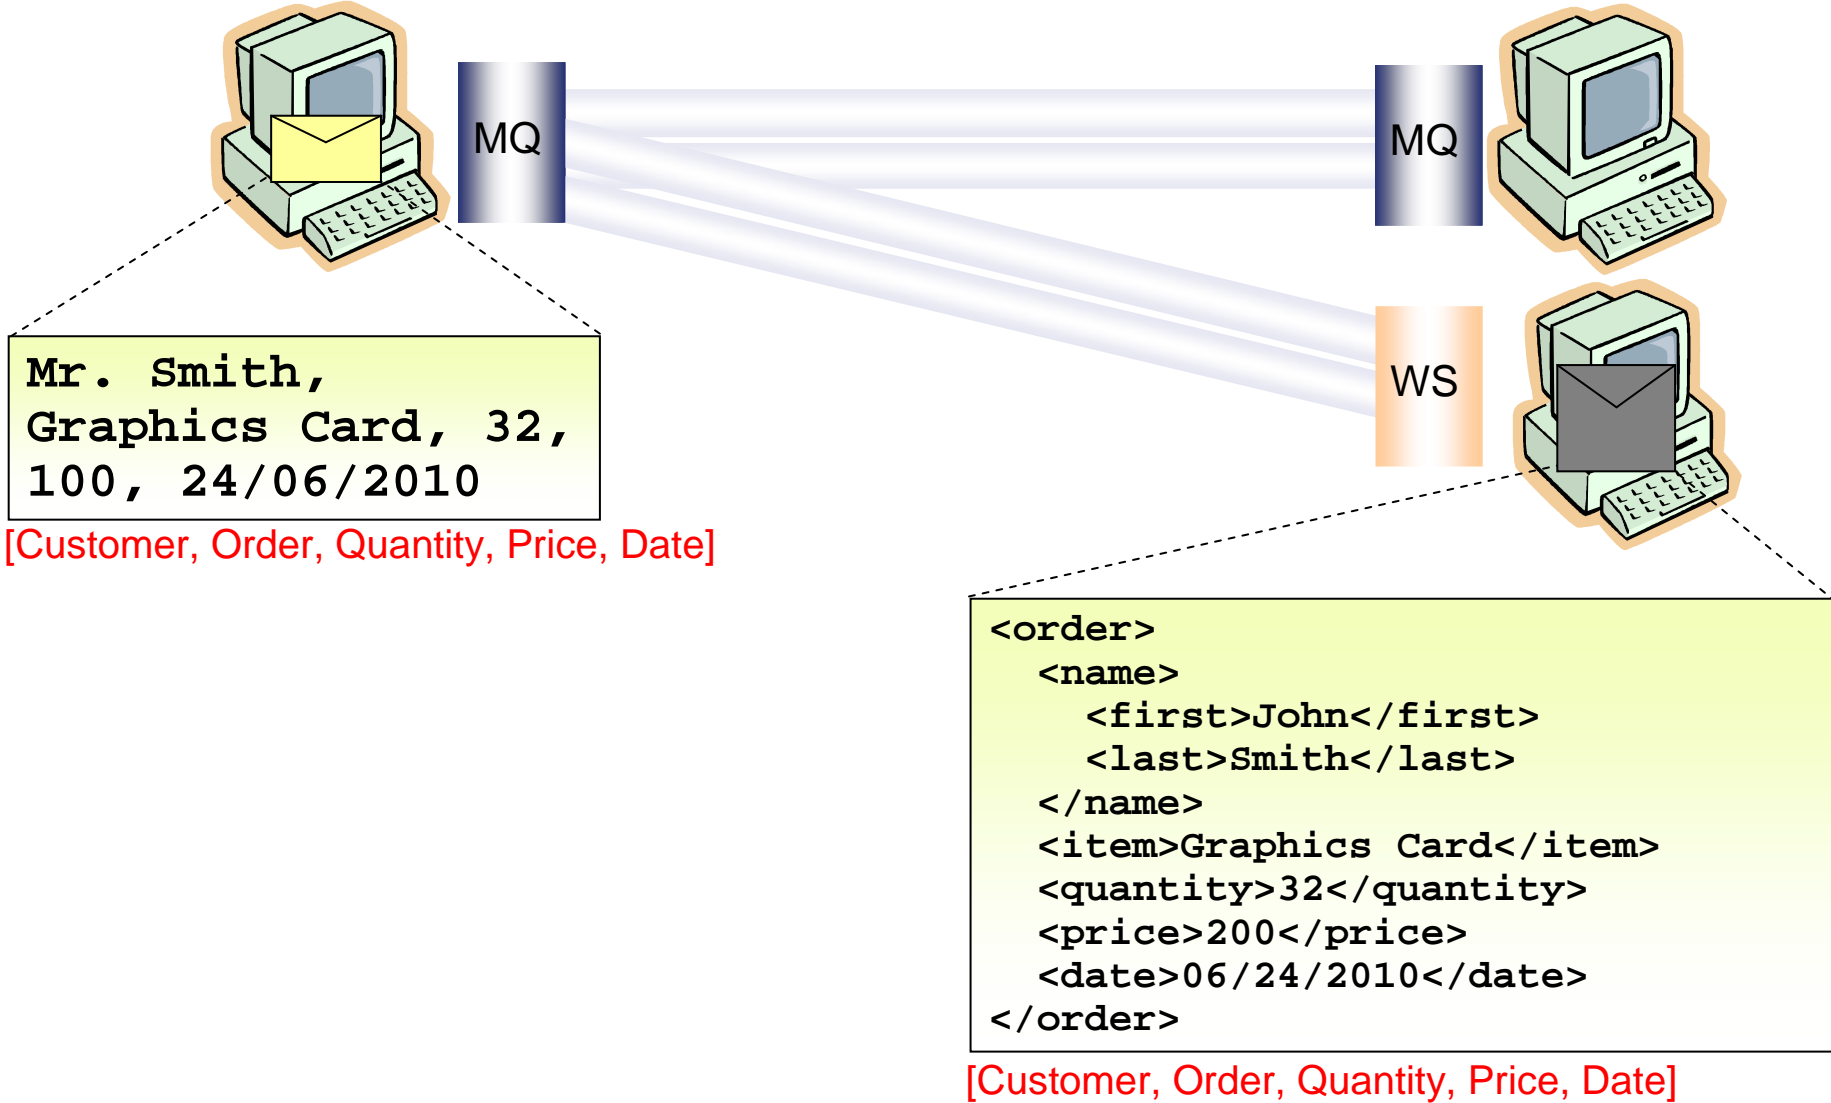 MQ
MQ
WS
Mr. Smith,
Graphics Card, 32,
100, 24/06/2010
[Customer, Order, Quantity, Price, Date]
<order>
<name>
<first>John</first>
<last>Smith</last>
</name>
<item>Graphics Card</item>
<quantity>32</quantity>
<price>200</price>
<date>06/24/2010</date>
</order>
[Customer, Order, Quantity, Price, Date]